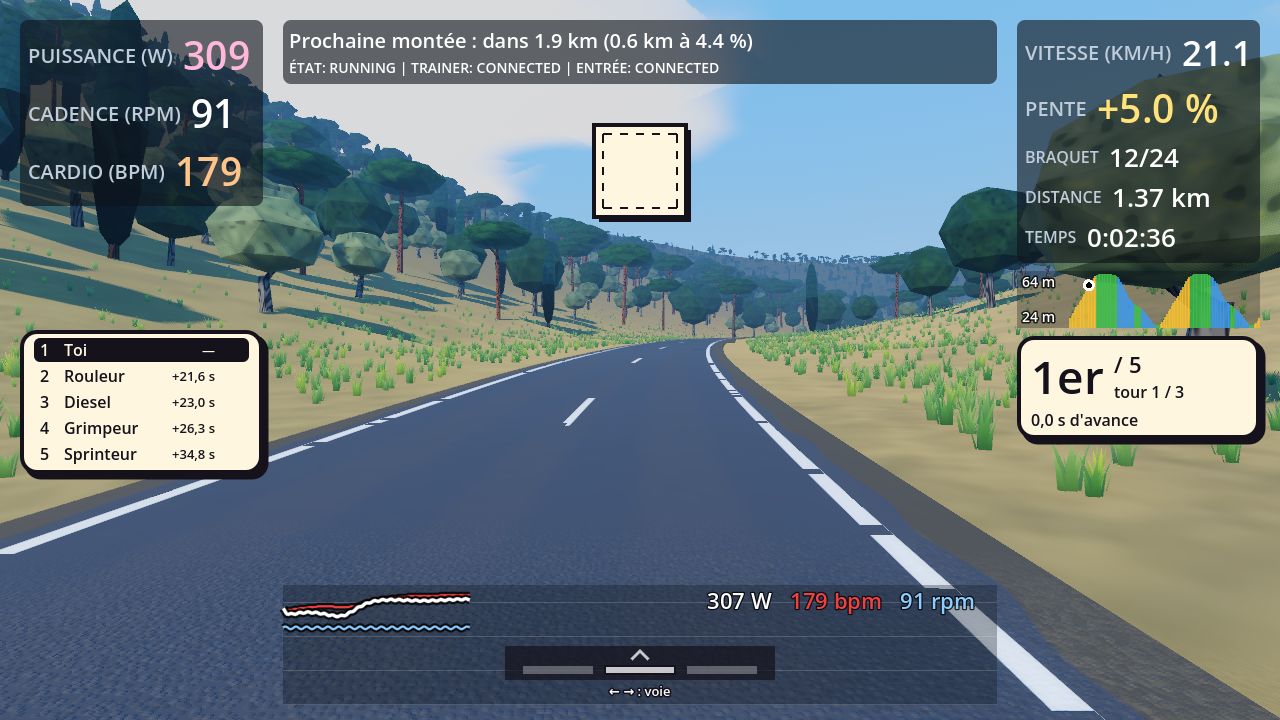 PUISSANCE (W) 309
CADENCE (RPM) 91
CARDIO (BPM) 179
Prochaine montée : dans 1.9 km (0.6 km à 4.4 %)
ÉTAT: RUNNING | TRAINER: CONNECTED | ENTRÉE: CONNECTED
VITESSE (KM/H) 21.1
PENTE +5.0 %
BRAQUET 12/24
DISTANCE 1.37 km
TEMPS 0:02:36
64 m
24 m
1 Toi —
2 Rouleur +21,6 s
3 Diesel +23,0 s
4 Grimpeur +26,3 s
5 Sprinteur +34,8 s
1er / 5
tour 1 / 3
0,0 s d'avance
307 W 179 bpm 91 rpm
← → : voie